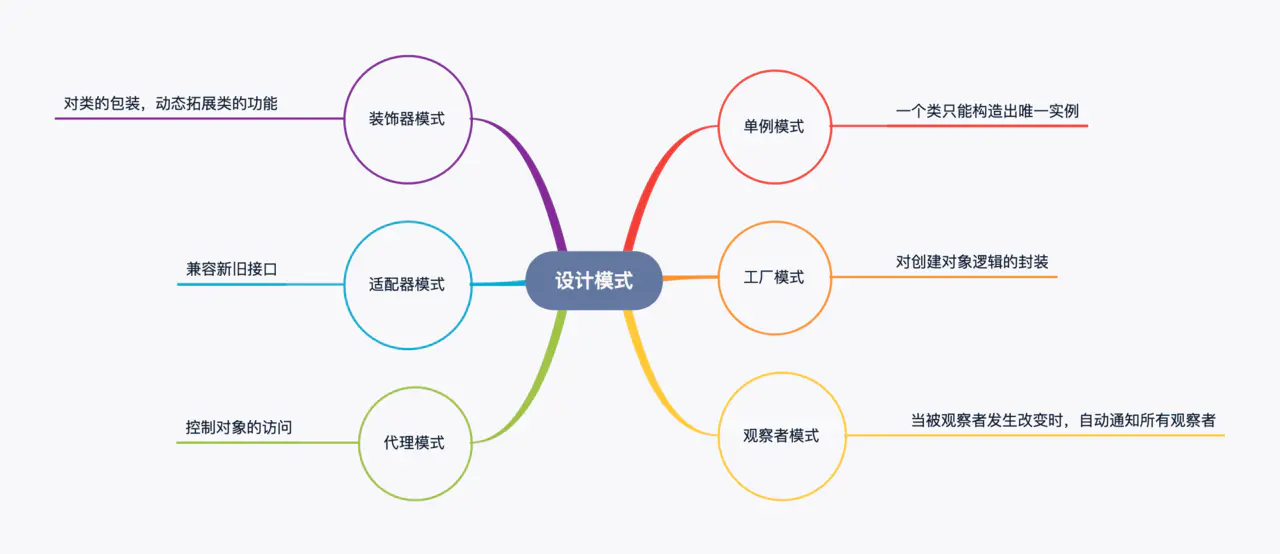 设计模式
单例模式
一个类只能构造出唯一实例
工厂模式
对创建对象逻辑的封装
观察者模式
当被观察者发生改变时，自动通知所有观察者
装饰器模式
对类的包装，动态拓展类的功能
适配器模式
兼容新旧接口
代理模式
控制对象的访问